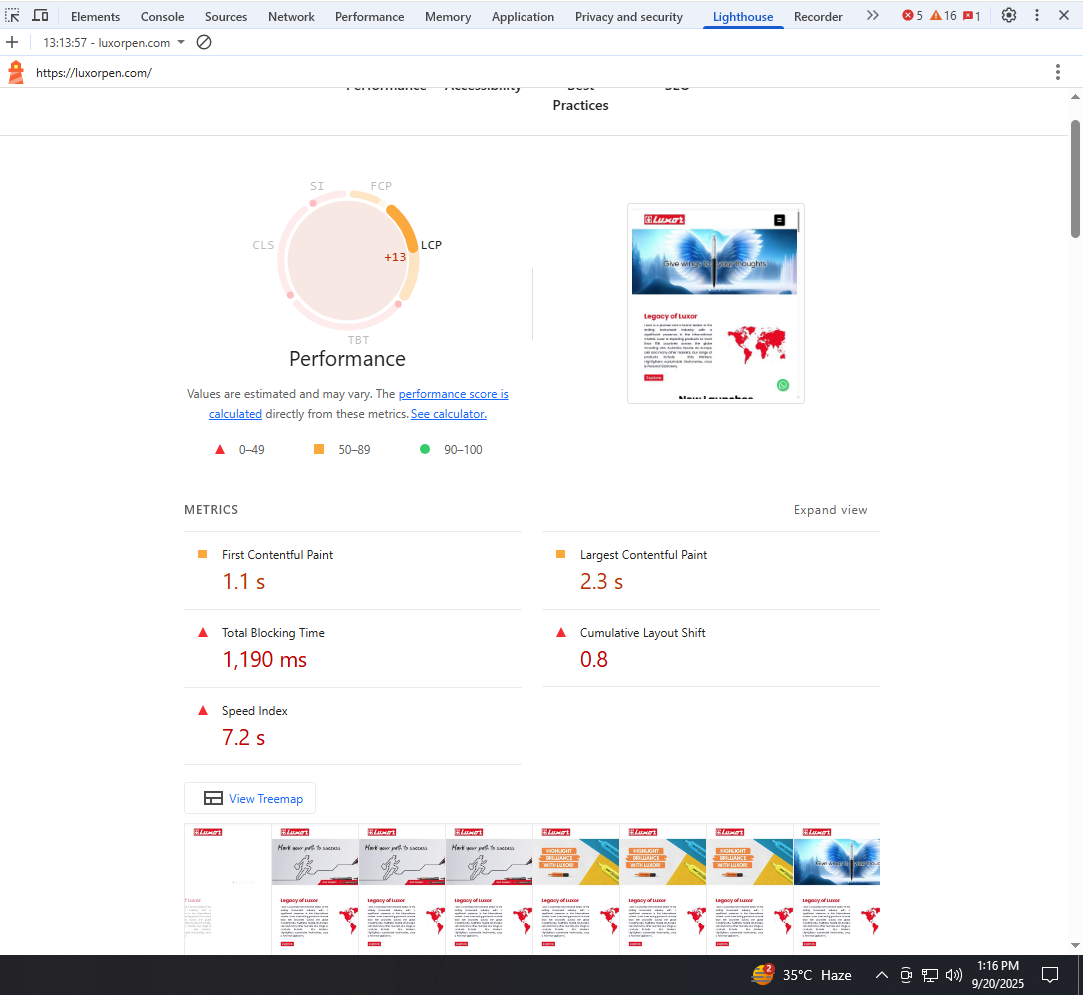 Elements Console Sources Network Performance Memory Application Privacy and security Lighthouse Recorder 5 16 1
13:13:57 - luxorpen.com
https://luxorpen.com/
Performance Accessibility Best Practices SEO
SI FCP
CLS LCP
+13
TBT
Performance
Values are estimated and may vary. The performance score is
calculated directly from these metrics. See calculator.
0–49 50–89 90–100
Luxor
Give wings to your thoughts
Legacy of Luxor
Explore
New Launches
METRICS Expand view
First Contentful Paint
1.1 s
Largest Contentful Paint
2.3 s
Total Blocking Time
1,190 ms
Cumulative Layout Shift
0.8
Speed Index
7.2 s
View Treemap
Luxor Luxor Luxor Luxor Luxor Luxor Luxor Luxor
Mark your path to success Mark your path to success Mark your path to success
HIGHLIGHT HIGHLIGHT HIGHLIGHT
BRILLIANCE BRILLIANCE BRILLIANCE
WITH LUXOR! WITH LUXOR! WITH LUXOR!
Legacy of Luxor Legacy of Luxor Legacy of Luxor Legacy of Luxor Legacy of Luxor Legacy of Luxor Legacy of Luxor
2 35°C Haze
1:16 PM
9/20/2025